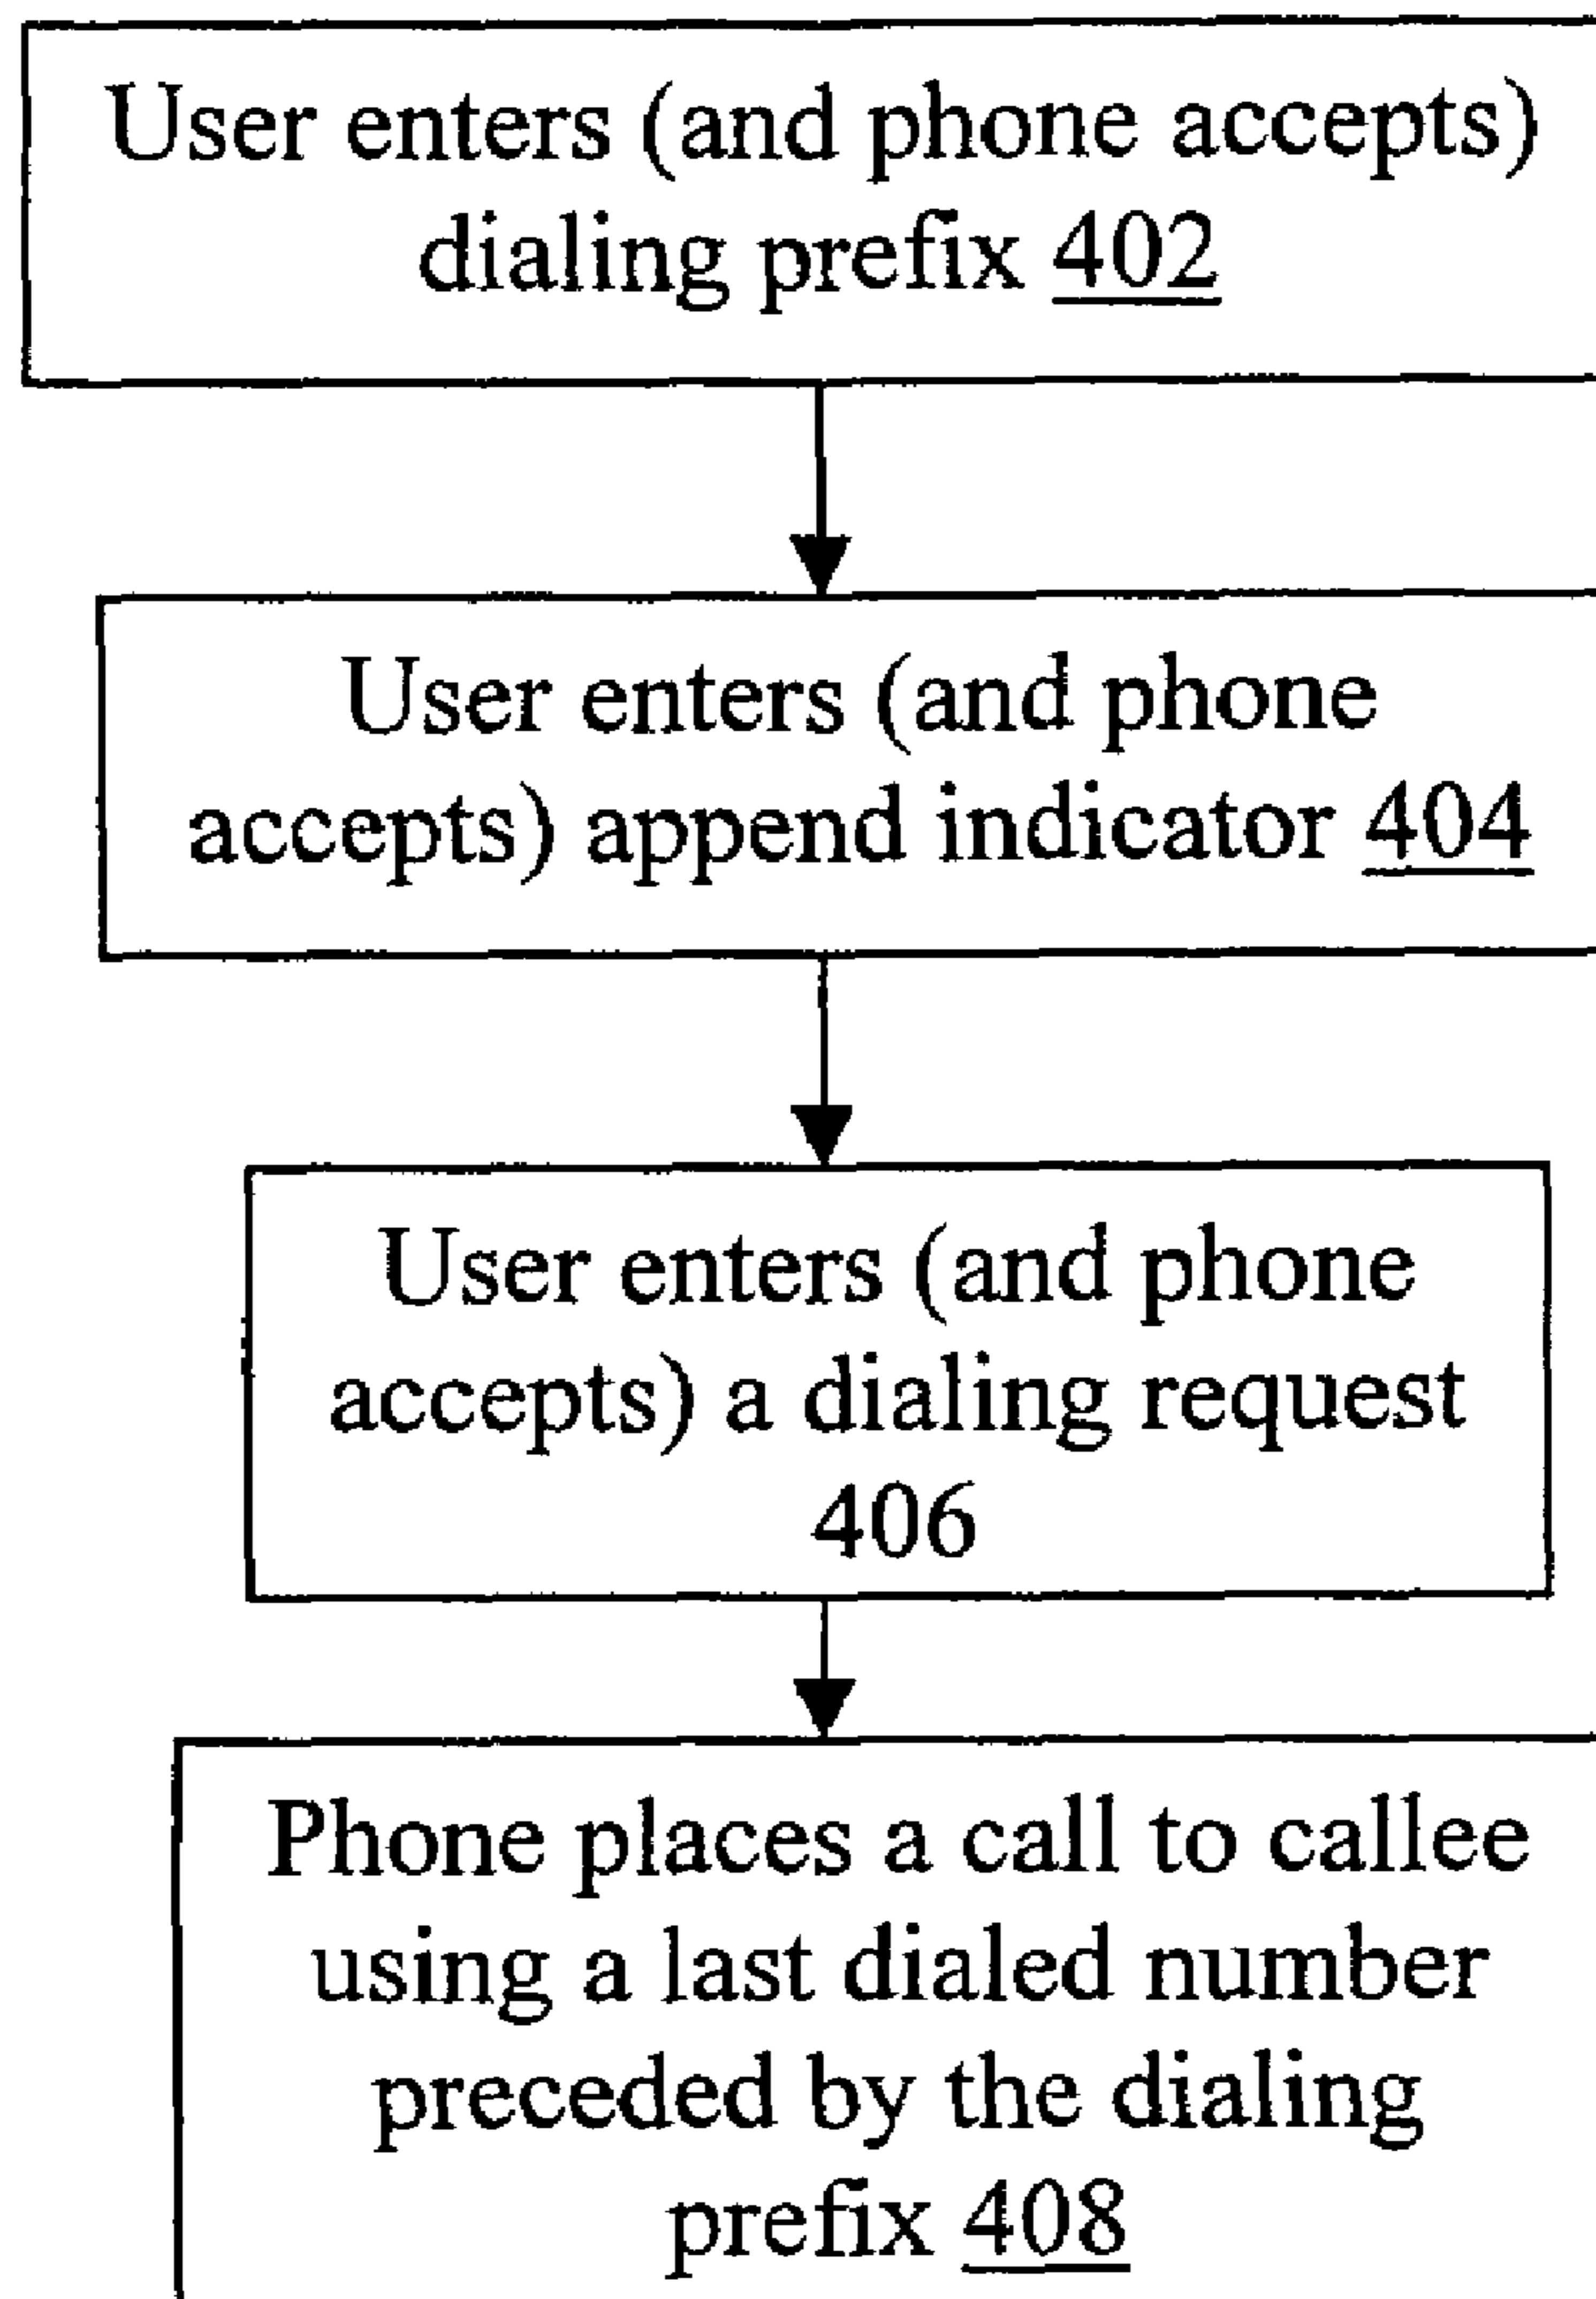 User enters (and phone accepts)
dialing prefix 402
User enters (and phone
accepts) append indicator 404
User enters (and phone
accepts) a dialing request
406
Phone places a call to callee
using a last dialed number
preceded by the dialing
prefix 408